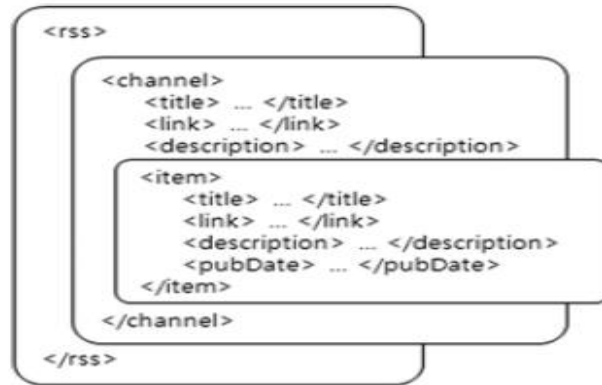 <rss>
<channel>
<title> ... </title>
<link> ... </link>
<description> ... </description>
<item>
<title> ... </title>
<link> ... </link>
<description> ... </description>
<pubDate> ... </pubDate>
</item>
</channel>
</rss>